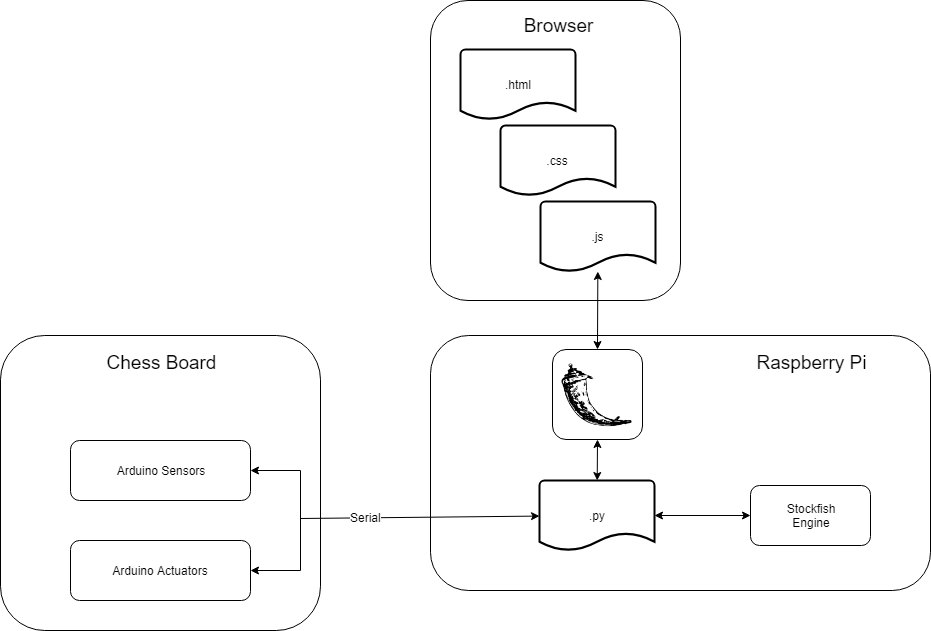 Browser
.html
.css
.js
Chess Board
Raspberry Pi
Arduino Sensors
Arduino Actuators
Serial
.py
Stockfish
Engine